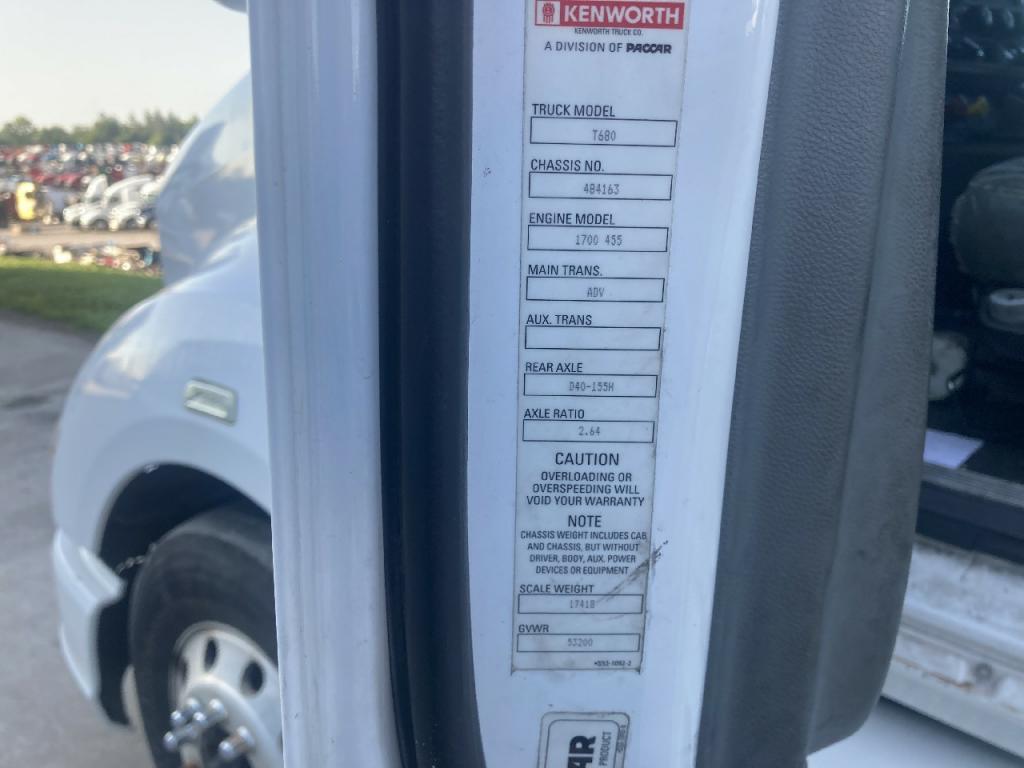 KENWORTH
KENWORTH TRUCK CO.
A DIVISION OF PACCAR
TRUCK MODEL
T680
CHASSIS NO.
484163
ENGINE MODEL
1700 455
MAIN TRANS.
ADV
AUX. TRANS
REAR AXLE
D40-155H
AXLE RATIO
2.64
CAUTION
OVERLOADING OR
OVERSPEEDING WILL
VOID YOUR WARRANTY
NOTE
CHASSIS WEIGHT INCLUDES CAB
AND CHASSIS, BUT WITHOUT
DRIVER, BODY, AUX. POWER
DEVICES OR EQUIPMENT
SCALE WEIGHT
17418
GVWR
53200
AR
PRODUCT